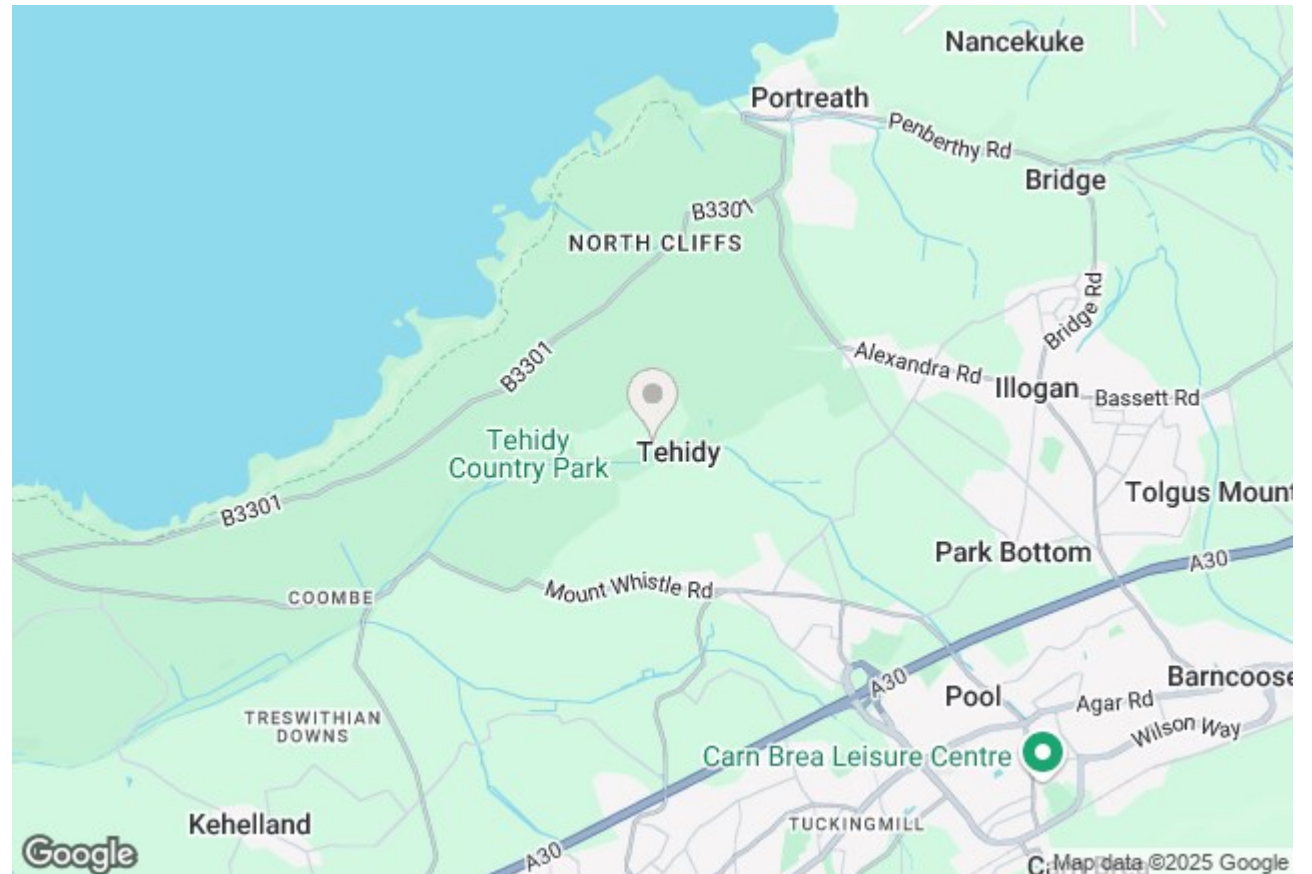 Nancekuke
Portreath
Penberthy Rd
Bridge
B3301
NORTH CLIFFS
Bridge Rd
B3301
Alexandra Rd
Illogan
Bassett Rd
Tehidy
Country Park
Tehidy
Tolgus Mount
B3301
Park Bottom
A30
Mount Whistle Rd
COOMBE
A30
Pool
Barncoose
Agar Rd
TRESWITHIAN
DOWNS
Wilson Way
Carn Brea Leisure Centre
Kehelland
TUCKINGMILL
A30
Google
Map data ©2025 Google